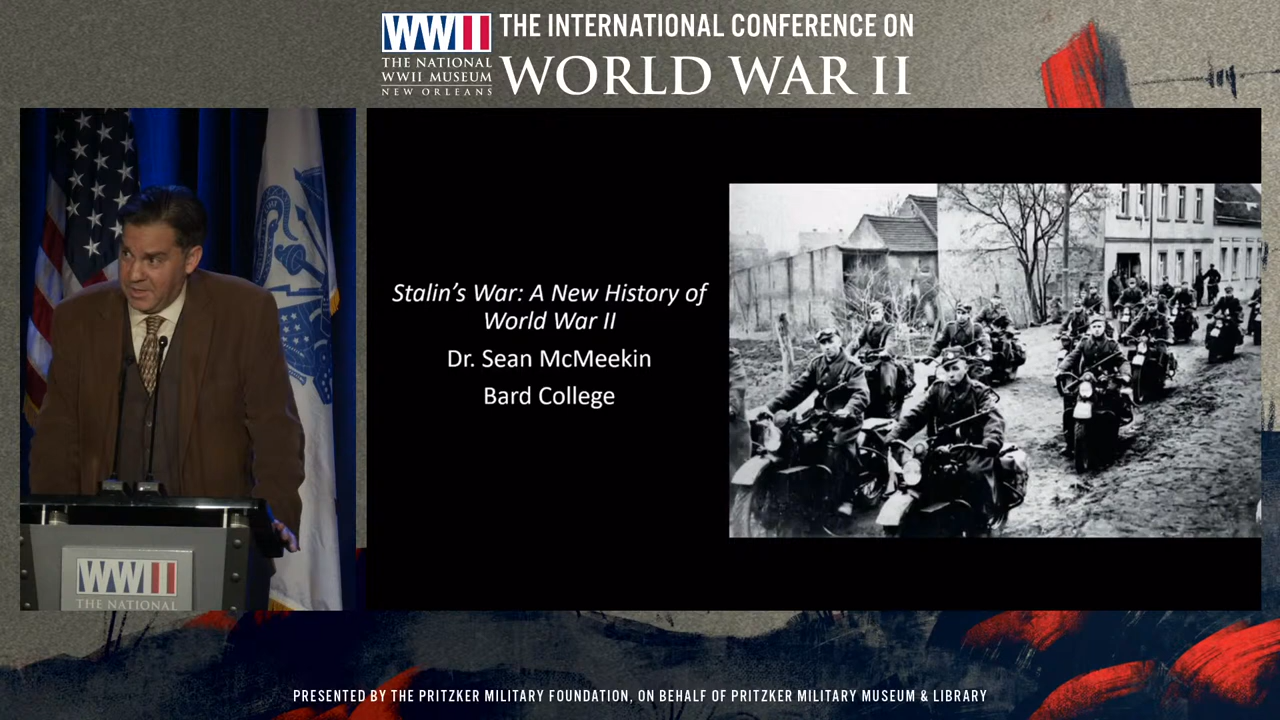 WWII
THE NATIONAL
WWII MUSEUM
NEW ORLEANS
THE INTERNATIONAL CONFERENCE ON
WORLD WAR II
Stalin's War: A New History of
World War II
Dr. Sean McMeekin
Bard College
WWII
THE NATIONAL
PRESENTED BY THE PRITZKER MILITARY FOUNDATION, ON BEHALF OF PRITZKER MILITARY MUSEUM & LIBRARY